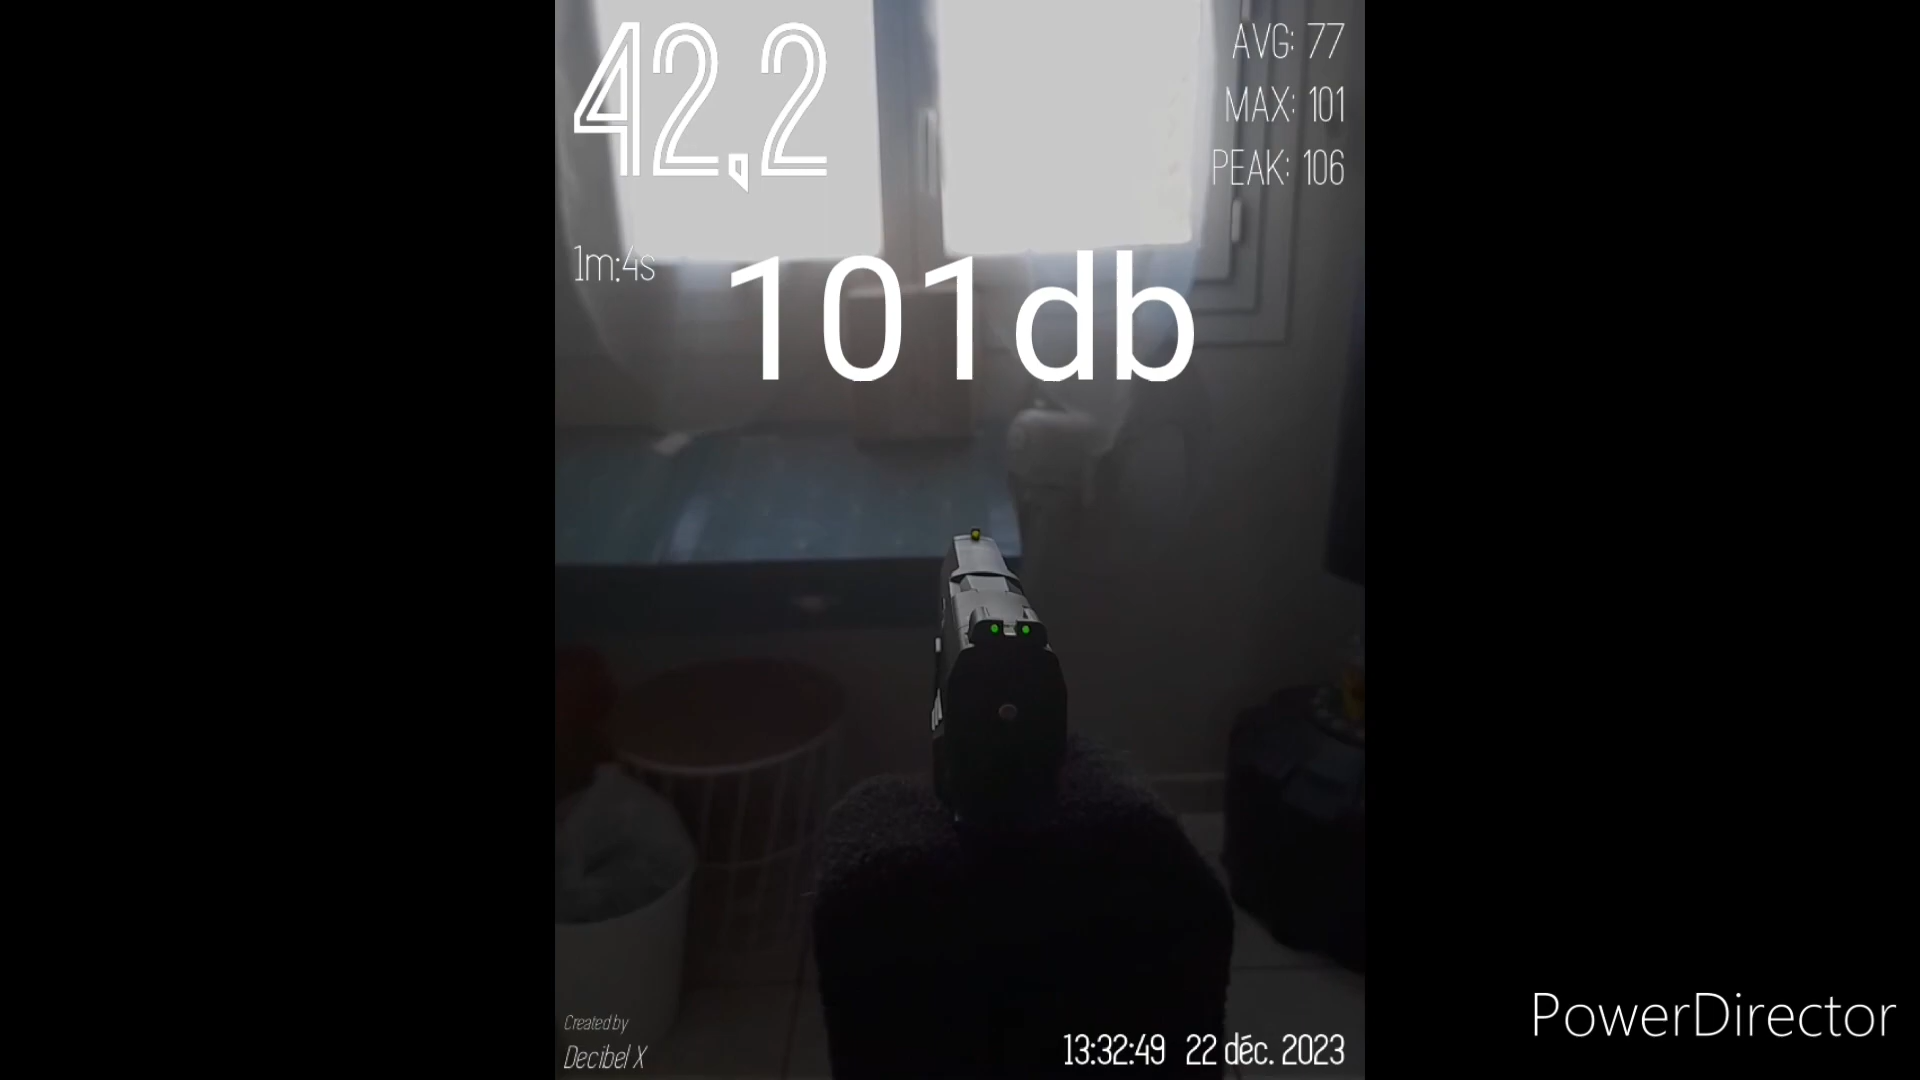 42,2
AVG: 77
MAX: 101
PEAK: 106
1m:4s
101db
Created by
Decibel X
13:32:49 22 déc. 2023
PowerDirector